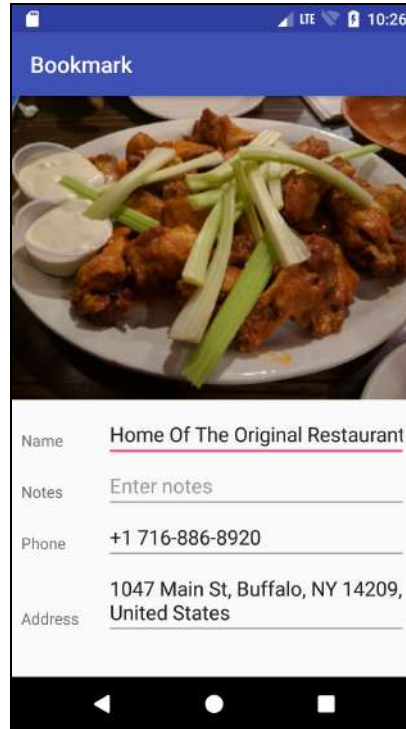 LTE 10:26
Bookmark
Name Home Of The Original Restaurant
Notes Enter notes
Phone +1 716-886-8920
Address 1047 Main St, Buffalo, NY 14209,
United States